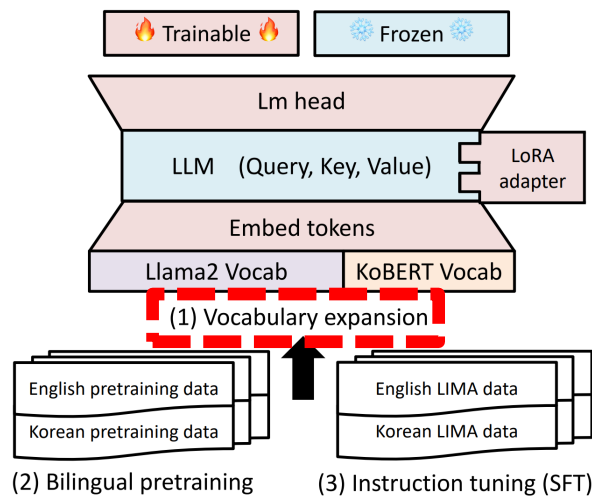 Trainable
Frozen
Lm head
LLM (Query, Key, Value)
LoRA
adapter
Embed tokens
Llama2 Vocab
KoBERT Vocab
(1) Vocabulary expansion
English pretraining data
Korean pretraining data
English LIMA data
Korean LIMA data
(2) Bilingual pretraining
(3) Instruction tuning (SFT)